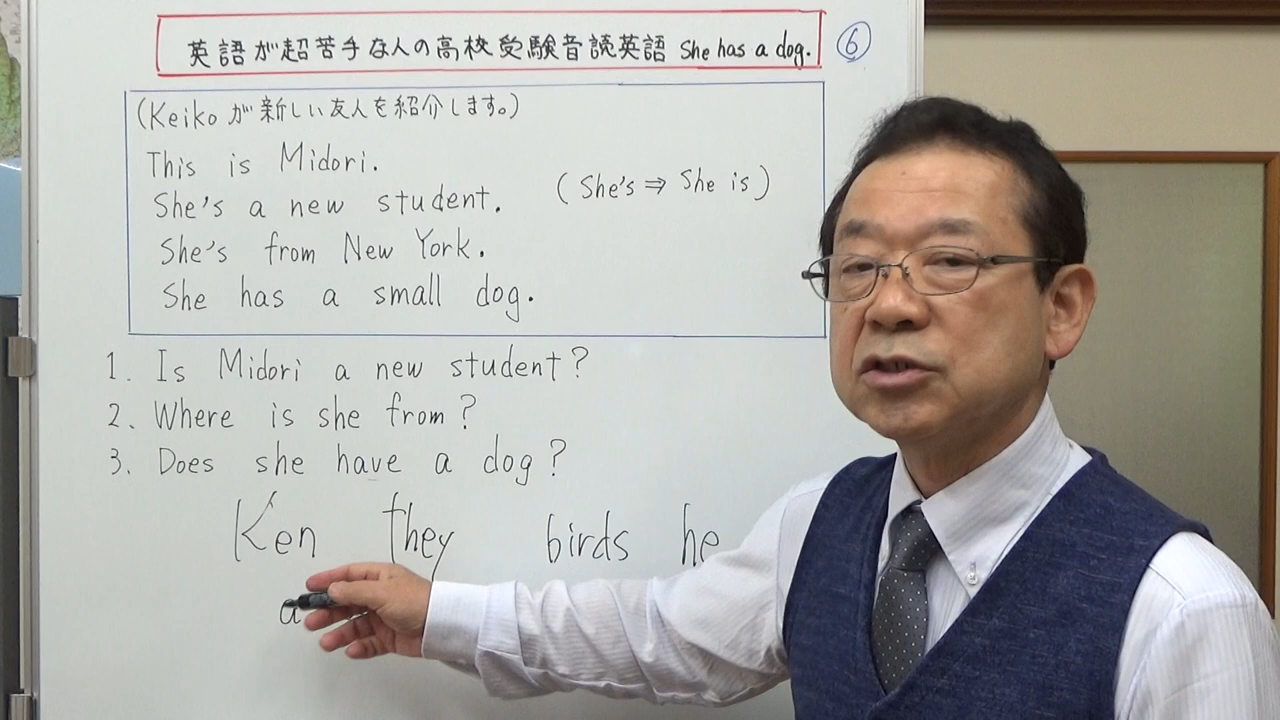 英語が超苦手な人の高校受験音読英語 She has a dog. ⑥
(Keikoが新しい友人を紹介します。)
This is Midori.
She's a new student. (She's ⇒ She is)
She's from New York.
She has a small dog.
1. Is Midori a new student?
2. Where is she from?
3. Does she have a dog?
Ken they birds he
a